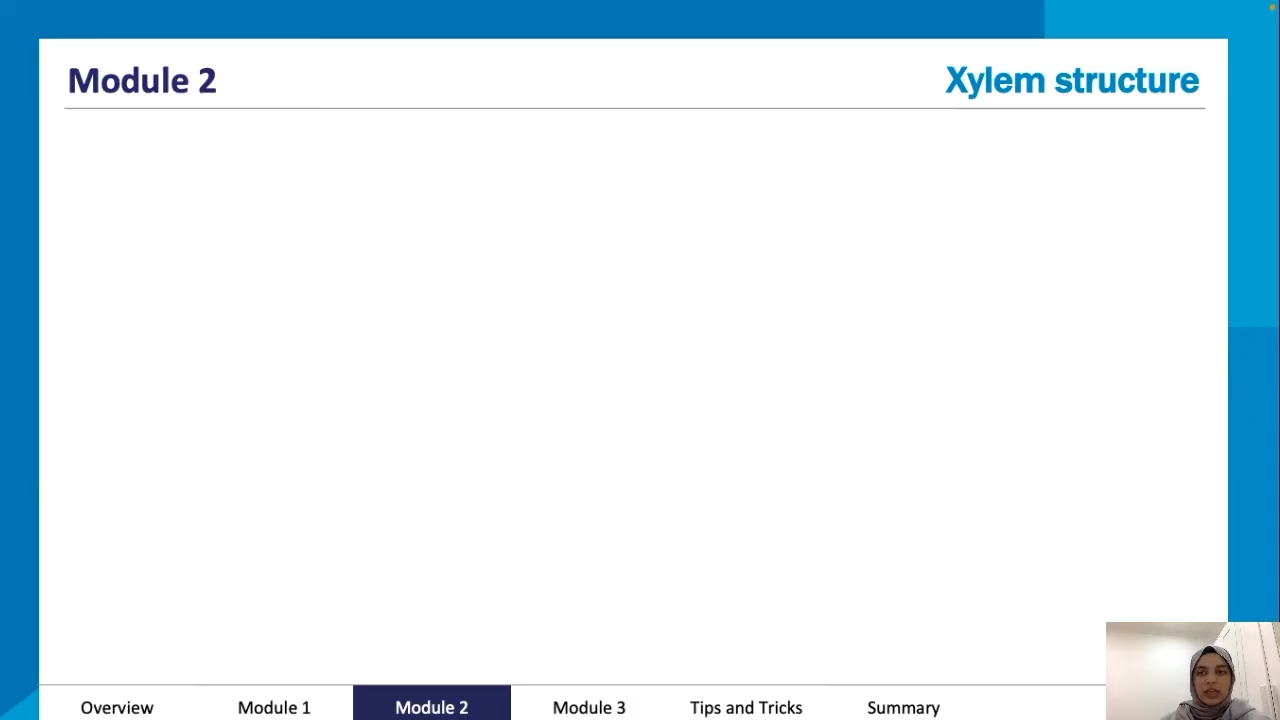 Module 2
Xylem structure
Overview
Module 1
Module 2
Module 3
Tips and Tricks
Summary